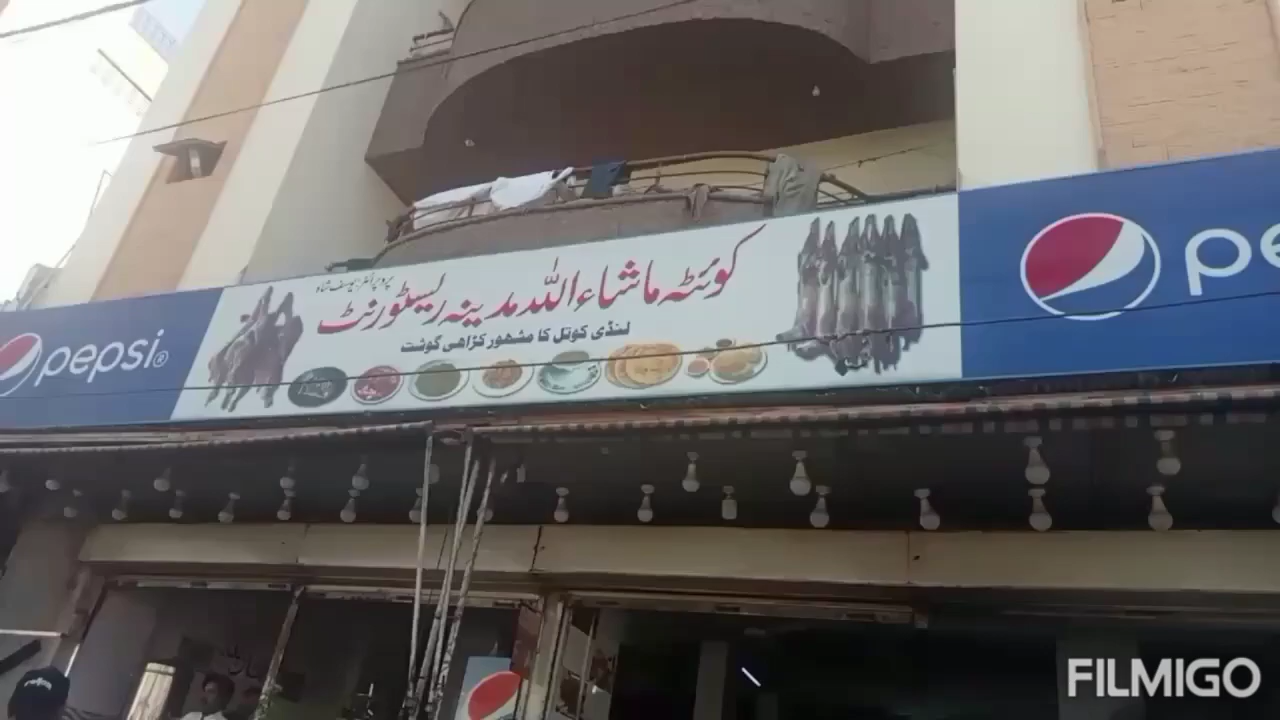 پروپرائٹر: یوسف شاہ
کوئٹہ ماشاءاللہ مدینہ ریسٹورنٹ
لنڈی کوتل کا مشہور کڑاھی گوشت
pepsi®
pe
FILMIGO